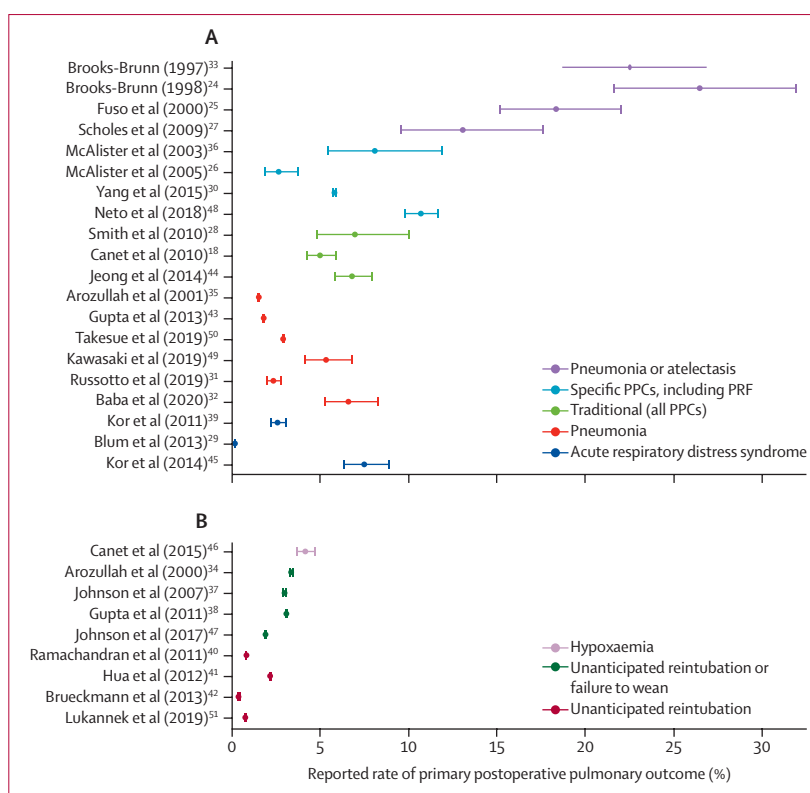 A
Brooks-Brunn (1997)³³
Brooks-Brunn (1998)²⁴
Fuso et al (2000)²⁵
Scholes et al (2009)²⁷
McAlister et al (2003)³⁶
McAlister et al (2005)²⁶
Yang et al (2015)³⁰
Neto et al (2018)⁴⁸
Smith et al (2010)²⁸
Canet et al (2010)¹⁸
Jeong et al (2014)⁴⁴
Arozullah et al (2001)³⁵
Gupta et al (2013)⁴³
Takesue et al (2019)⁵⁰
Kawasaki et al (2019)⁴⁹
Russotto et al (2019)³¹
Baba et al (2020)³²
Kor et al (2011)³⁹
Blum et al (2013)²⁹
Kor et al (2014)⁴⁵
Pneumonia or atelectasis
Specific PPCs, including PRF
Traditional (all PPCs)
Pneumonia
Acute respiratory distress syndrome
B
Canet et al (2015)⁴⁶
Arozullah et al (2000)³⁴
Johnson et al (2007)³⁷
Gupta et al (2011)³⁸
Johnson et al (2017)⁴⁷
Ramachandran et al (2011)⁴⁰
Hua et al (2012)⁴¹
Brueckmann et al (2013)⁴²
Lukannek et al (2019)⁵¹
Hypoxaemia
Unanticipated reintubation or
failure to wean
Unanticipated reintubation
0 5 10 15 20 25 30
Reported rate of primary postoperative pulmonary outcome (%)